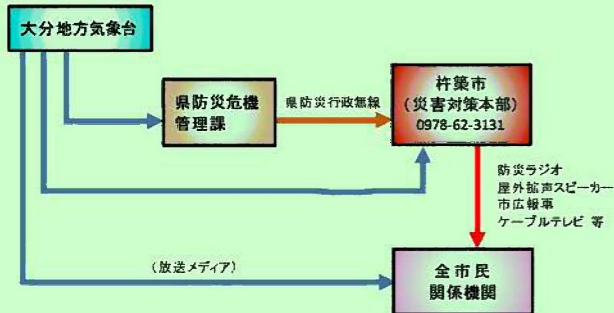 大分地方気象台
県防災危機
管理課
県防災行政無線
杵築市
(災害対策本部)
0978-62-3131
防災ラジオ
屋外拡声スピーカー
市広報車
ケーブルテレビ 等
(放送メディア)
全市民
関係機関